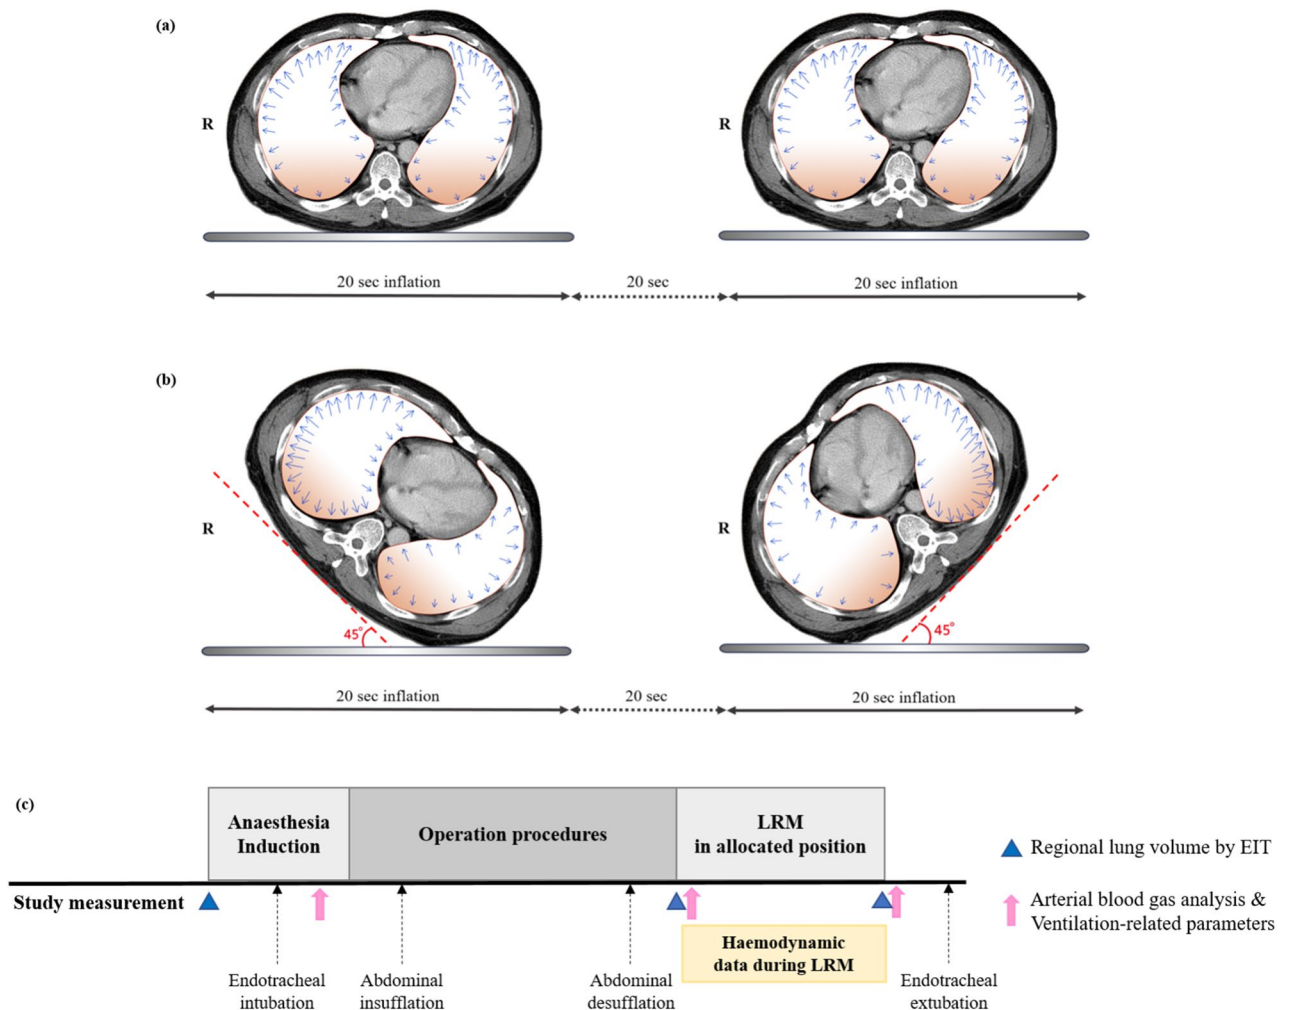 (a)
R
R
20 sec inflation
20 sec
20 sec inflation
(b)
R
R
45°
45°
20 sec inflation
20 sec
20 sec inflation
(c)
Anaesthesia
Induction
Operation procedures
LRM
in allocated position
Study measurement
Haemodynamic
data during LRM
Endotracheal
intubation
Abdominal
insufflation
Abdominal
desufflation
Endotracheal
extubation
Regional lung volume by EIT
Arterial blood gas analysis &
Ventilation-related parameters